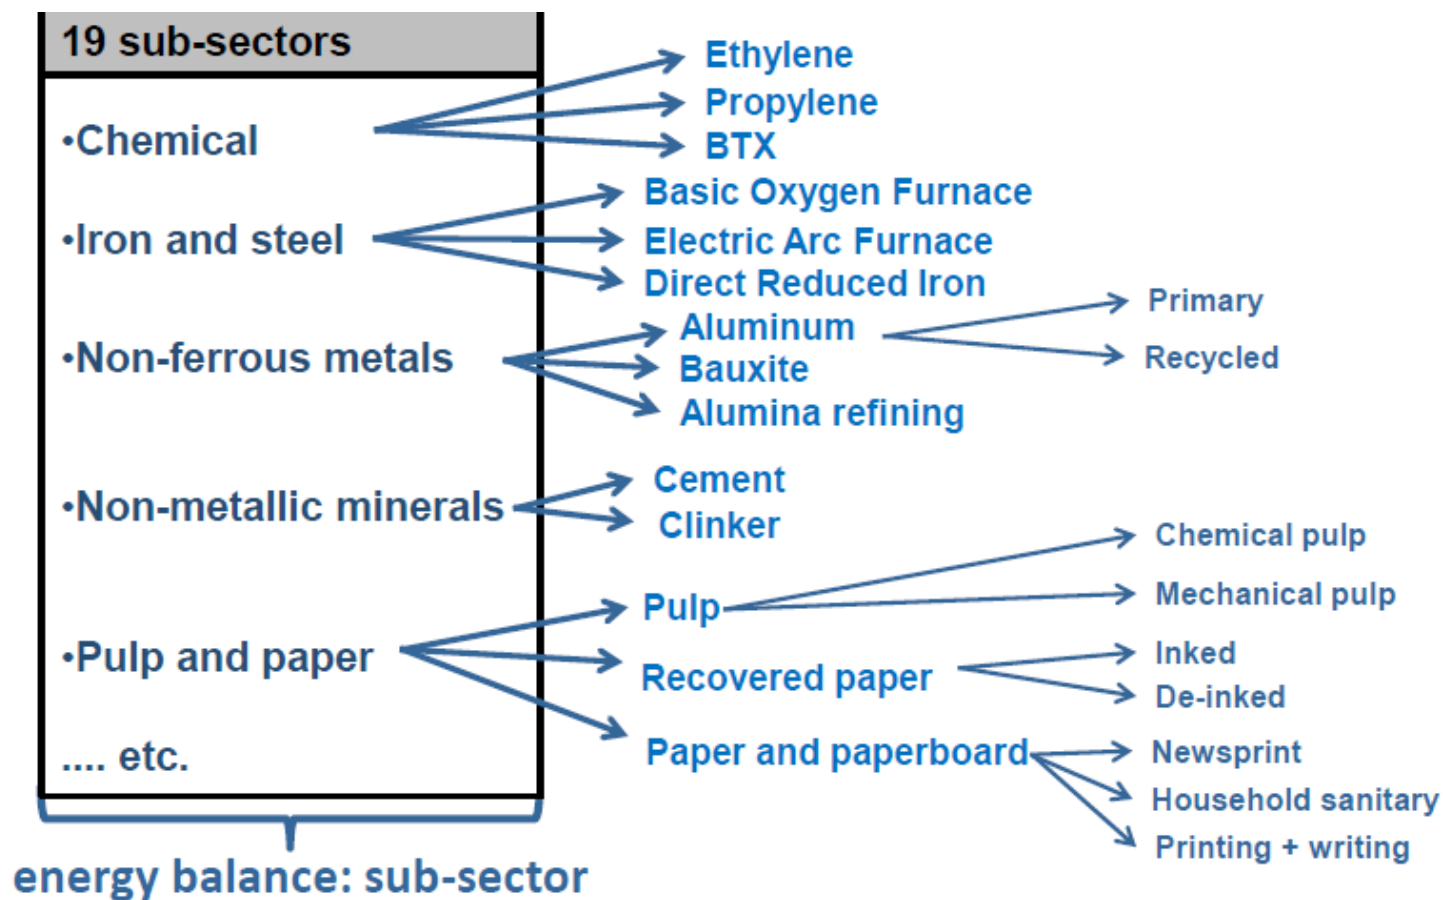 19 sub-sectors
•Chemical
Ethylene
Propylene
BTX
•Iron and steel
Basic Oxygen Furnace
Electric Arc Furnace
Direct Reduced Iron
•Non-ferrous metals
Aluminum
Bauxite
Alumina refining
Primary
Recycled
•Non-metallic minerals
Cement
Clinker
•Pulp and paper
Pulp
Recovered paper
Paper and paperboard
Chemical pulp
Mechanical pulp
Inked
De-inked
Newsprint
Household sanitary
Printing + writing
.... etc.
energy balance: sub-sector